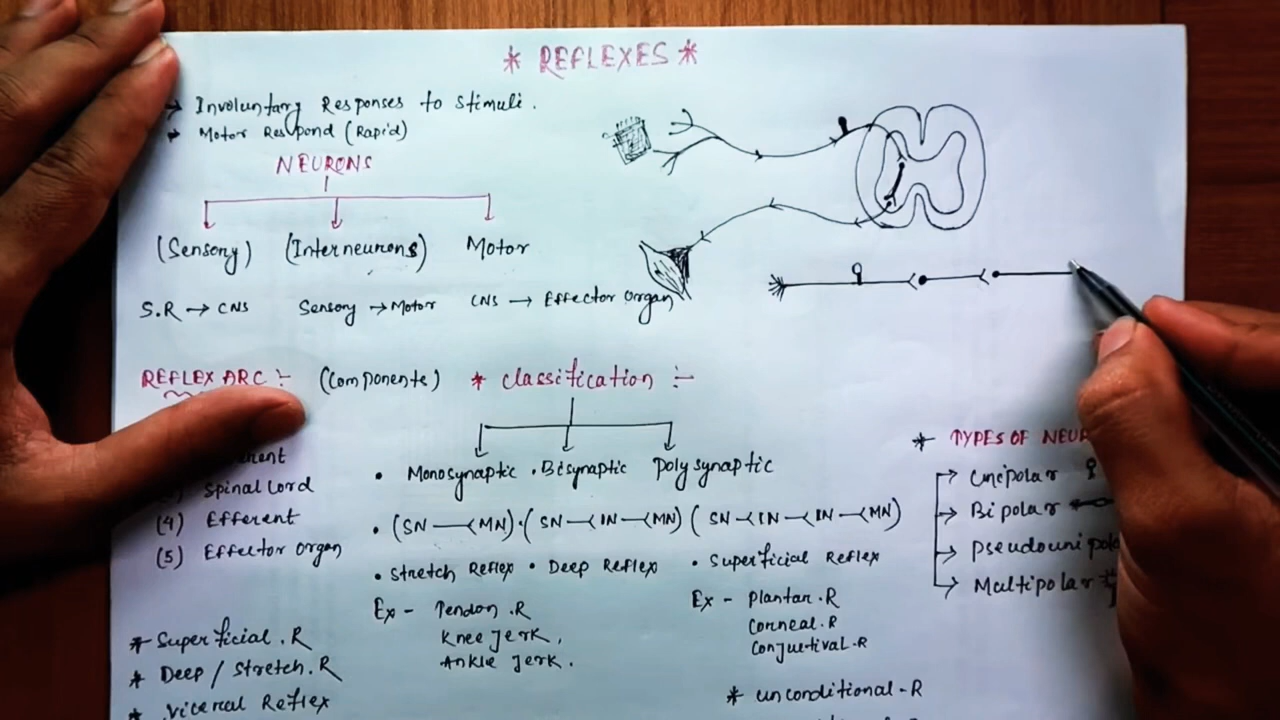 * REFLEXES *
→ Involuntary Responses to Stimuli.
→ Motor Respond (Rapid)
NEURONS
(Sensory) (Interneurons) Motor
S.R → CNS Sensory → Motor CNS → Effector Organ
REFLEX ARC :- (Components) * Classification :-
• Monosynaptic • Bisynaptic Polysynaptic
Spinal Cord
(4) Efferent
(5) Effector Organ
• (SN —< MN) • (SN —< IN —< MN) ( SN —< IN —< IN —< MN)
• Stretch Reflex • Deep Reflex • Superficial Reflex
Ex - Tendon .R
Knee Jerk,
Ankle Jerk.
Ex - Plantar .R
Corneal .R
Conjuctival .R
* TYPES OF
→ Unipolar
→ Bipolar
→ Pseudounipola
→ Multipolar
* Superficial .R
* Deep / Stretch .R
* Viceral Reflex
* unconditional - R